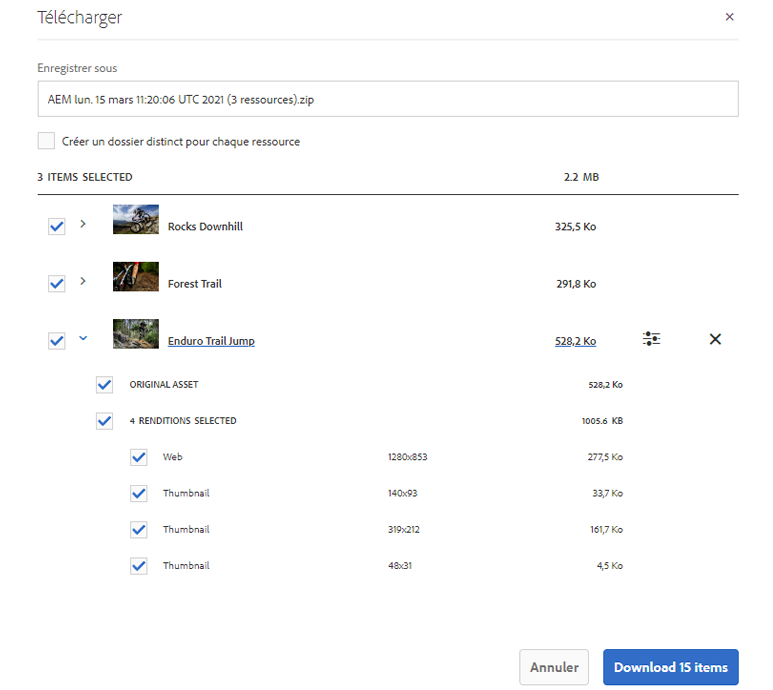 Télécharger
Enregistrer sous
AEM lun. 15 mars 11:20:06 UTC 2021 (3 ressources).zip
Créer un dossier distinct pour chaque ressource
3 ITEMS SELECTED 2.2 MB
Rocks Downhill 325,5 Ko
Forest Trail 291,8 Ko
Enduro Trail Jump 528,2 Ko
ORIGINAL ASSET 528,2 Ko
4 RENDITIONS SELECTED 1005.6 KB
Web 1280x853 277,5 Ko
Thumbnail 140x93 33,7 Ko
Thumbnail 319x212 161,7 Ko
Thumbnail 48x31 4,5 Ko
Annuler Download 15 items